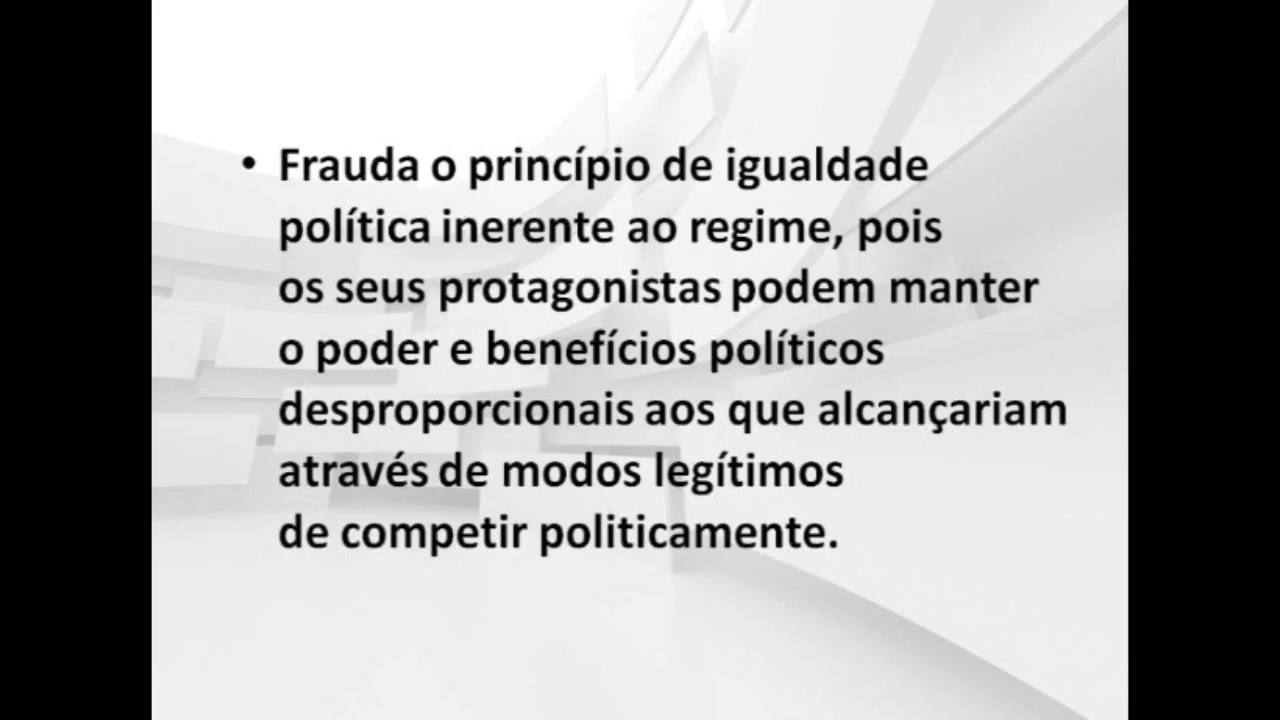 • Frauda o princípio de igualdade
política inerente ao regime, pois
os seus protagonistas podem manter
o poder e benefícios políticos
desproporcionais aos que alcançariam
através de modos legítimos
de competir politicamente.